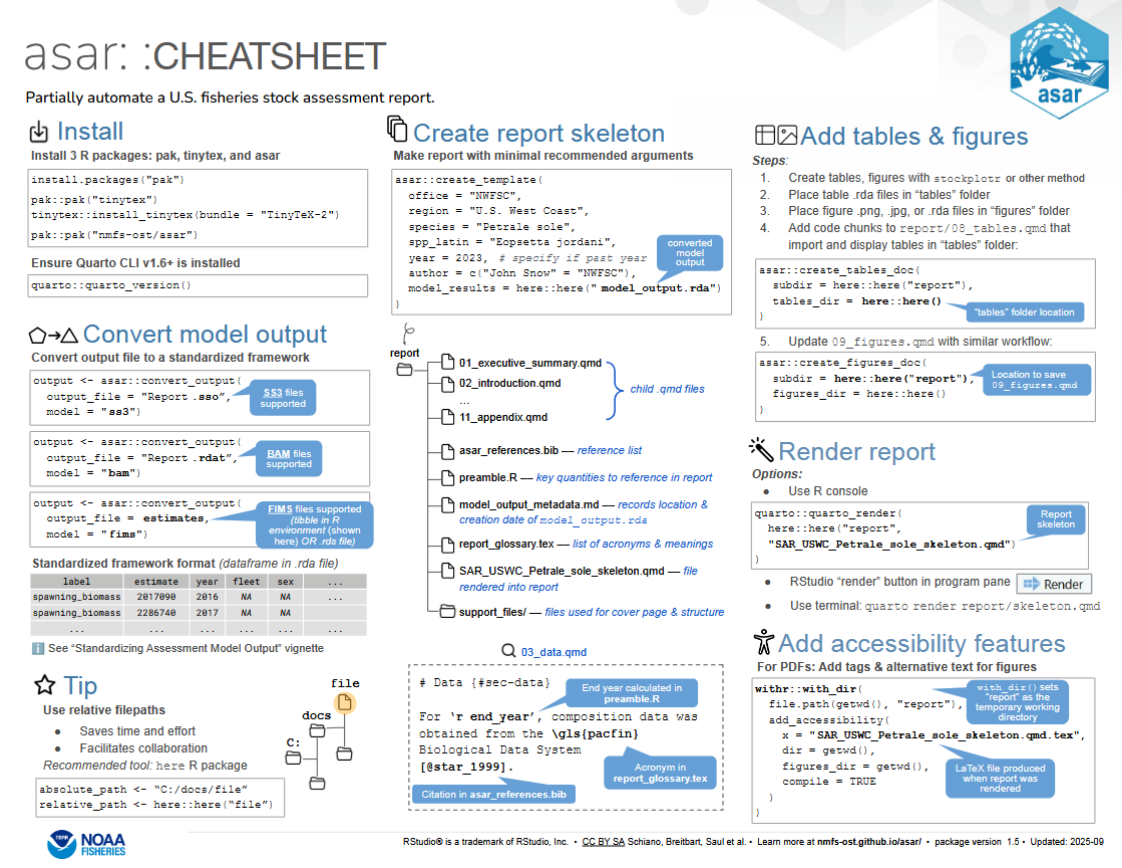 asar: :CHEATSHEET
Partially automate a U.S. fisheries stock assessment report.
asar
Install
Install 3 R packages: pak, tinytex, and asar
install.packages("pak")
pak::pak("tinytex")
tinytex::install_tinytex(bundle = "TinyTeX-2")
pak::pak("nmfs-ost/asar")
Ensure Quarto CLI v1.6+ is installed
quarto::quarto_version()
Convert model output
Convert output file to a standardized framework
output <- asar::convert_output(
output_file = "Report .sso",
model = "ss3")
SS3 files
supported
output <- asar::convert_output(
output_file = "Report .rdat",
model = "bam")
BAM files
supported
output <- asar::convert_output(
output_file = estimates,
model = "fims")
FIMS files supported
(tibble in R
environment (shown
here) OR .rds file)
Standardized framework format (dataframe in .rda file)
label estimate year fleet sex ...
spawning_biomass 2017090 2016 NA NA ...
spawning_biomass 2286740 2017 NA NA
... ... ... ... ... ...
i See “Standardizing Assessment Model Output” vignette
Tip
Use relative filepaths
● Saves time and effort
● Facilitates collaboration
Recommended tool: here R package
file
docs
C:
absolute_path <- “C:/docs/file”
relative_path <- here::here(“file”)
Create report skeleton
Make report with minimal recommended arguments
asar::create_template(
office = "NWFSC",
region = "U.S. West Coast",
species = "Petrale sole",
spp_latin = "Eopsetta jordani",
year = 2023, # specify if past year
author = c("John Snow" = "NWFSC"),
model_results = here::here(" model_output.rda")
)
converted
model
output
report
01_executive_summary.qmd
02_introduction.qmd
...
11_appendix.qmd
child .qmd files
asar_references.bib — reference list
preamble.R — key quantities to reference in report
model_output_metadata.md — records location &
creation date of model_output.rda
report_glossary.tex — list of acronyms & meanings
SAR_USWC_Petrale_sole_skeleton.qmd — file
rendered into report
support_files/ — files used for cover page & structure
03_data.qmd
# Data {#sec-data}
End year calculated in
preamble.R
For ‘r end_year’, composition data was
obtained from the \gls{pacfin}
Biological Data System
[@star_1999].
Acronym in
report_glossary.tex
Citation in asar_references.bib
Add tables & figures
Steps:
1. Create tables, figures with stockplotr or other method
2. Place table .rda files in “tables” folder
3. Place figure .png, .jpg, or .rda files in “figures” folder
4. Add code chunks to report/08_tables.qmd that
import and display tables in “tables” folder:
asar::create_tables_doc(
subdir = here::here("report"),
tables_dir = here::here()
)
“tables” folder location
5. Update 09_figures.qmd with similar workflow:
asar::create_figures_doc(
subdir = here::here("report"),
figures_dir = here::here()
)
Location to save
09_figures.qmd
Render report
Options:
● Use R console
quarto::quarto_render(
here::here("report",
"SAR_USWC_Petrale_sole_skeleton.qmd")
)
Report
skeleton
● RStudio “render” button in program pane Render
● Use terminal: quarto render report/skeleton.qmd
Add accessibility features
For PDFs: Add tags & alternative text for figures
withr::with_dir(
file.path(getwd(), "report"),
add_accessibility(
x = "SAR_USWC_Petrale_sole_skeleton.qmd.tex",
dir = getwd(),
figures_dir = getwd(),
compile = TRUE
)
)
with_dir() sets
“report” as the
temporary working
directory
LaTeX file produced
when report was
rendered
NOAA
FISHERIES
RStudio® is a trademark of RStudio, Inc. • CC BY SA Schiano, Breitbart, Saul et al. • Learn more at nmfs-ost.github.io/asar/ • package version 1.5 • Updated: 2025-09